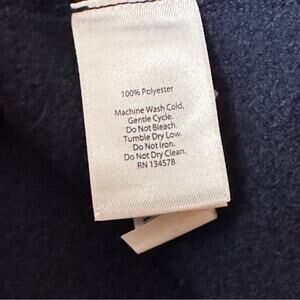 100% Polyester
Machine Wash Cold,
Gentle Cycle.
Do Not Bleach.
Tumble Dry Low.
Do Not Iron.
Do Not Dry Clean.
RN 134578